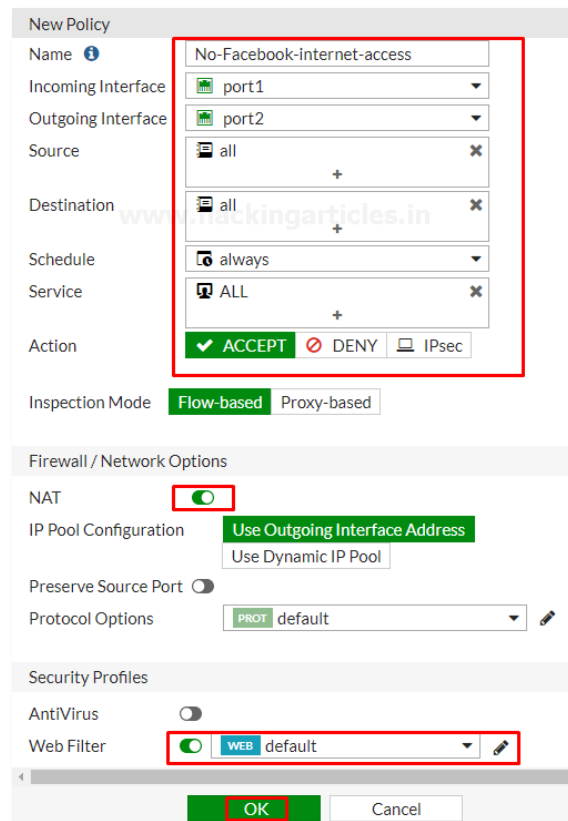 New Policy
Name i No-Facebook-internet-access
Incoming Interface port1
Outgoing Interface port2
Source all
+
Destination all
www.hackingarticles.in
+
Schedule always
Service ALL
+
Action ACCEPT DENY IPsec
Inspection Mode Flow-based Proxy-based
Firewall / Network Options
NAT
IP Pool Configuration Use Outgoing Interface Address
Use Dynamic IP Pool
Preserve Source Port
Protocol Options PROT default
Security Profiles
AntiVirus
Web Filter WEB default
OK Cancel